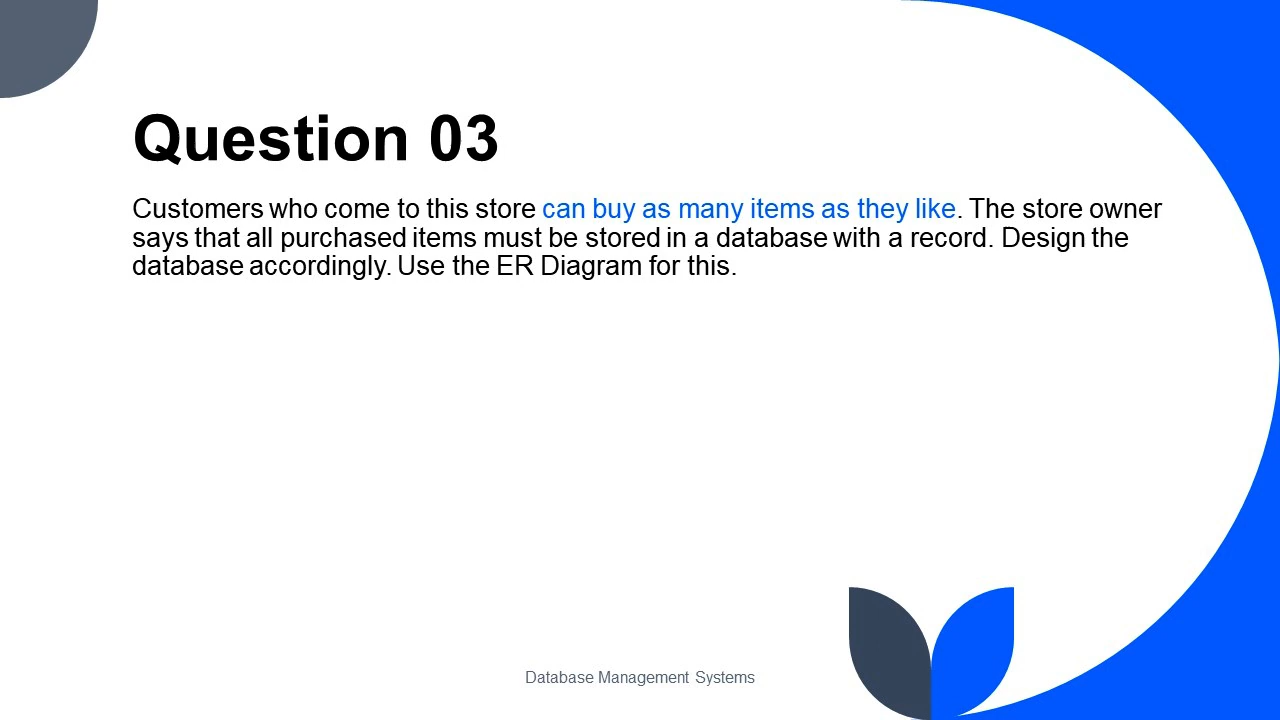 Question 03
Customers who come to this store can buy as many items as they like. The store owner
says that all purchased items must be stored in a database with a record. Design the
database accordingly. Use the ER Diagram for this.
Database Management Systems